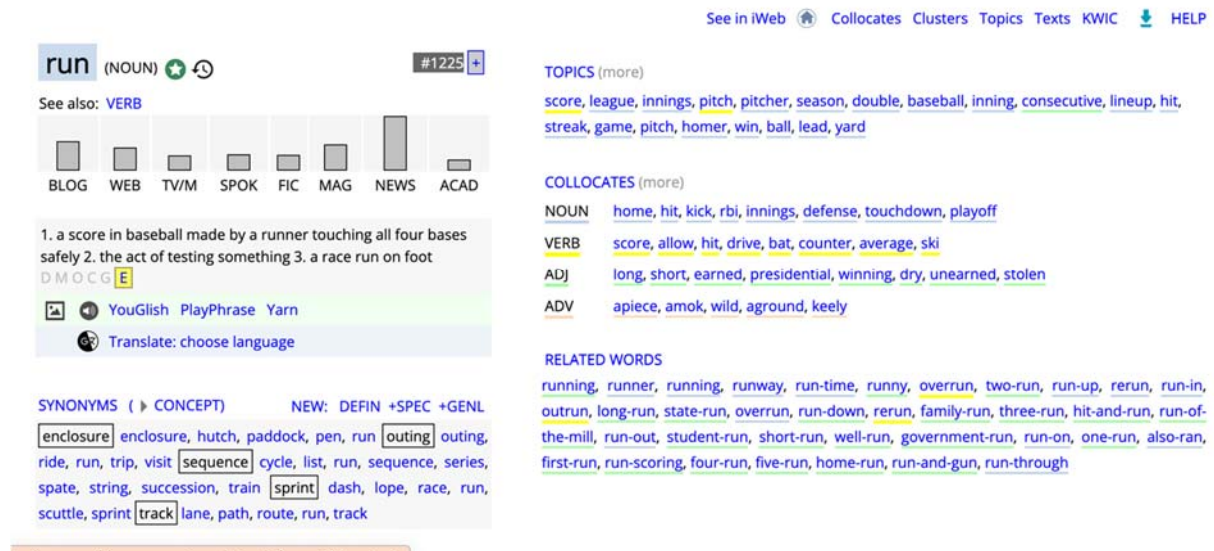 See in iWeb Collocates Clusters Topics Texts KWIC HELP
run (NOUN) #1225 +
See also: VERB
BLOG WEB TV/M SPOK FIC MAG NEWS ACAD
1. a score in baseball made by a runner touching all four bases
safely 2. the act of testing something 3. a race run on foot
D M O C G E
YouGlish PlayPhrase Yarn
Translate: choose language
SYNONYMS ( CONCEPT) NEW: DEFIN +SPEC +GENL
enclosure enclosure, hutch, paddock, pen, run outing outing,
ride, run, trip, visit sequence cycle, list, run, sequence, series,
spate, string, succession, train sprint dash, lope, race, run,
scuttle, sprint track lane, path, route, run, track
TOPICS (more)
score, league, innings, pitch, pitcher, season, double, baseball, inning, consecutive, lineup, hit,
streak, game, pitch, homer, win, ball, lead, yard
COLLOCATES (more)
NOUN home, hit, kick, rbi, innings, defense, touchdown, playoff
VERB score, allow, hit, drive, bat, counter, average, ski
ADJ long, short, earned, presidential, winning, dry, unearned, stolen
ADV apiece, amok, wild, aground, keely
RELATED WORDS
running, runner, running, runway, run-time, runny, overrun, two-run, run-up, rerun, run-in,
outrun, long-run, state-run, overrun, run-down, rerun, family-run, three-run, hit-and-run, run-of-
the-mill, run-out, student-run, short-run, well-run, government-run, run-on, one-run, also-ran,
first-run, run-scoring, four-run, five-run, home-run, run-and-gun, run-through